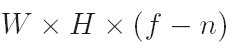 W × H × (f − n)